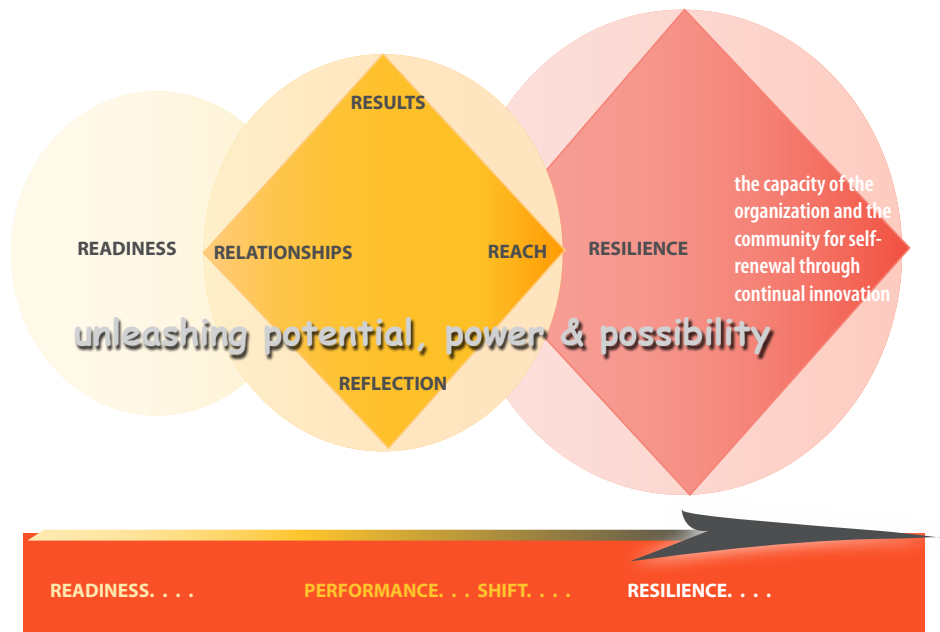 RESULTS
READINESS
RELATIONSHIPS
REACH
RESILIENCE
the capacity of the
organization and the
community for self-
renewal through
continual innovation
unleashing potential, power & possibility
REFLECTION
READINESS. . . .
PERFORMANCE. . . SHIFT. . . .
RESILIENCE. . . .